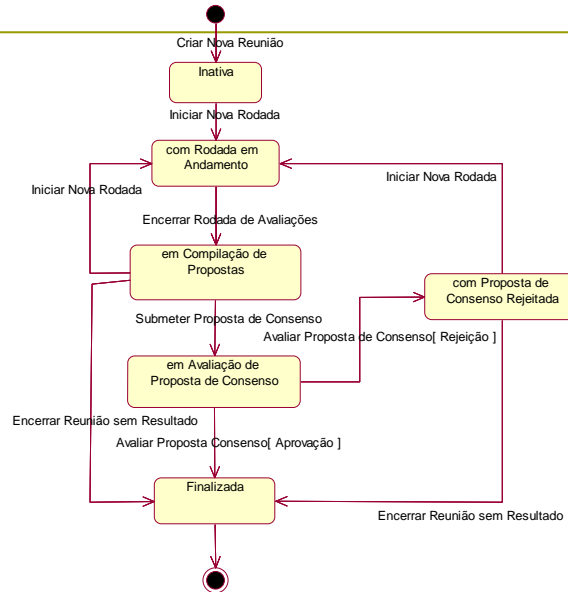 Criar Nova Reunião
Inativa
Iniciar Nova Rodada
com Rodada em
Andamento
Iniciar Nova Rodada
Iniciar Nova Rodada
Encerrar Rodada de Avaliações
em Compilação de
Propostas
com Proposta de
Consenso Rejeitada
Submeter Proposta de Consenso
Avaliar Proposta de Consenso[ Rejeição ]
em Avaliação de
Proposta de Consenso
Encerrar Reunião sem Resultado
Avaliar Proposta Consenso[ Aprovação ]
Finalizada
Encerrar Reunião sem Resultado